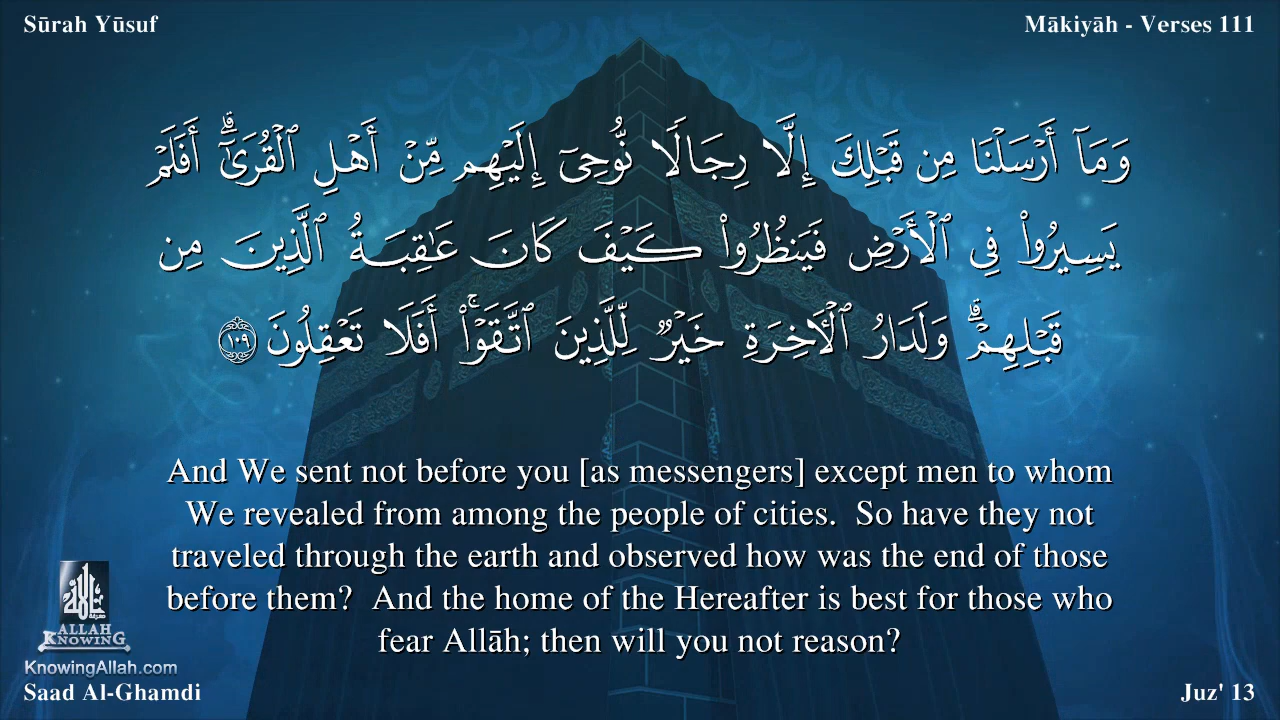 Sūrah Yūsuf
Mākiyāh - Verses 111
وَمَآ أَرْسَلْنَا مِن قَبْلِكَ إِلَّا رِجَالًا نُّوحِىٓ إِلَيْهِم مِّنْ أَهْلِ ٱلْقُرَىٰٓ ۗ أَفَلَمْ
يَسِيرُوا۟ فِى ٱلْأَرْضِ فَيَنظُرُوا۟ كَيْفَ كَانَ عَـٰقِبَةُ ٱلَّذِينَ مِن
قَبْلِهِمْ ۗ وَلَدَارُ ٱلْـَٔاخِرَةِ خَيْرٌ لِّلَّذِينَ ٱتَّقَوْا۟ ۚ أَفَلَا تَعْقِلُونَ ١٠٩
And We sent not before you [as messengers] except men to whom
We revealed from among the people of cities.  So have they not
traveled through the earth and observed how was the end of those
before them?  And the home of the Hereafter is best for those who
fear Allāh; then will you not reason?
ALLAH
KNOWING
KnowingAllah.com
Saad Al-Ghamdi
Juz' 13